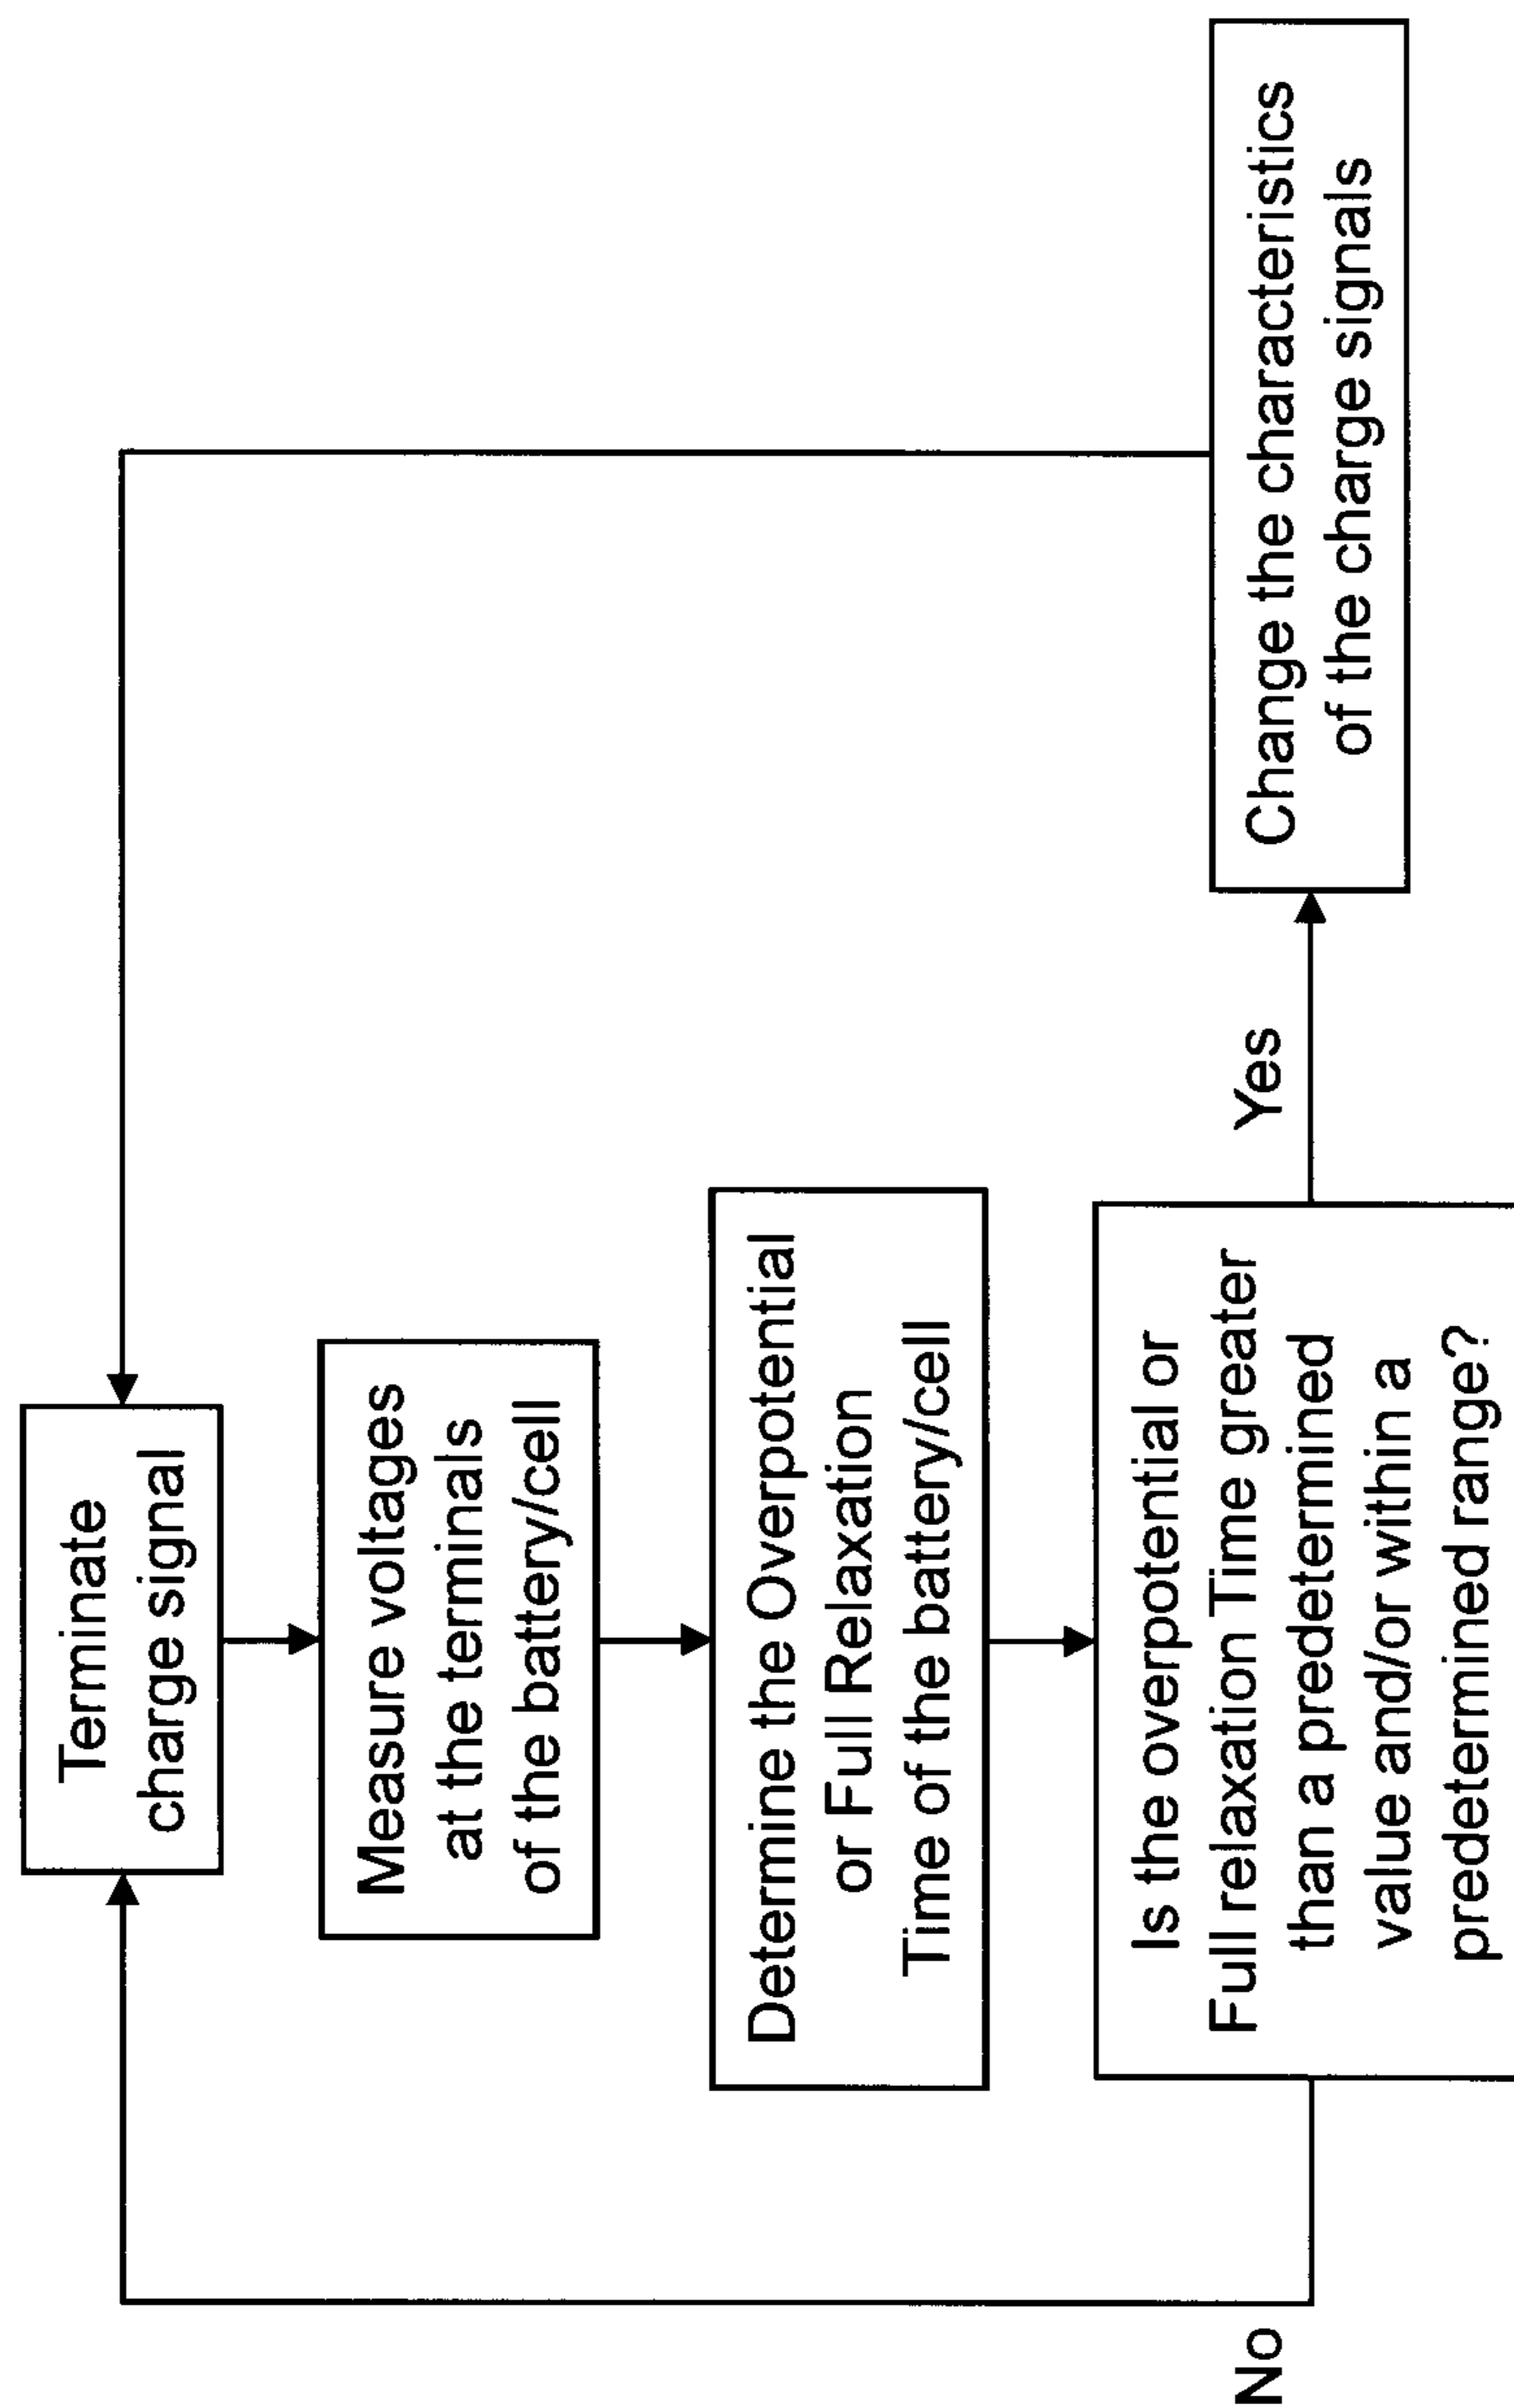 Terminate
charge signal
Measure voltages
at the terminals
of the battery/cell
Determine the Overpotential
or Full Relaxation
Time of the battery/cell
Is the overpotential or
Full relaxation Time greater
than a predetermined
value and/or within a
predetermined range?
No
Yes
Change the characteristics
of the charge signals